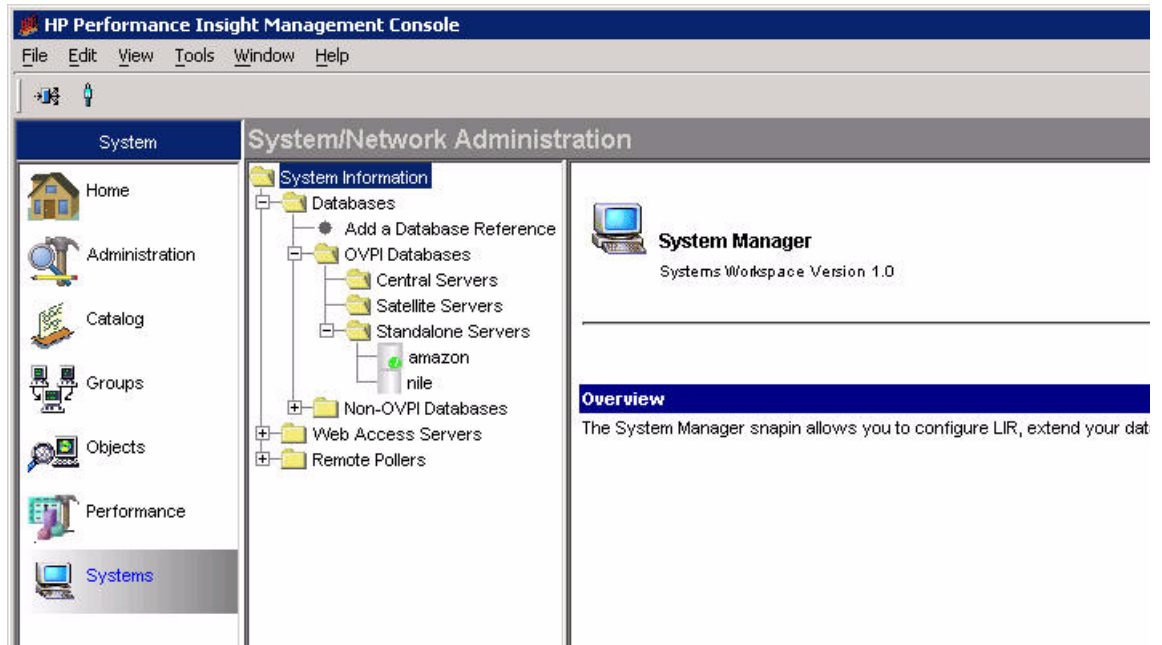 HP Performance Insight Management Console
File Edit View Tools Window Help
System
System/Network Administration
Home
Administration
Catalog
Groups
Objects
Performance
Systems
System Information
Databases
Add a Database Reference
OVPI Databases
Central Servers
Satellite Servers
Standalone Servers
amazon
nile
Non-OVPI Databases
Web Access Servers
Remote Pollers
System Manager
Systems Workspace Version 1.0
Overview
The System Manager snapin allows you to configure LIR, extend your dat